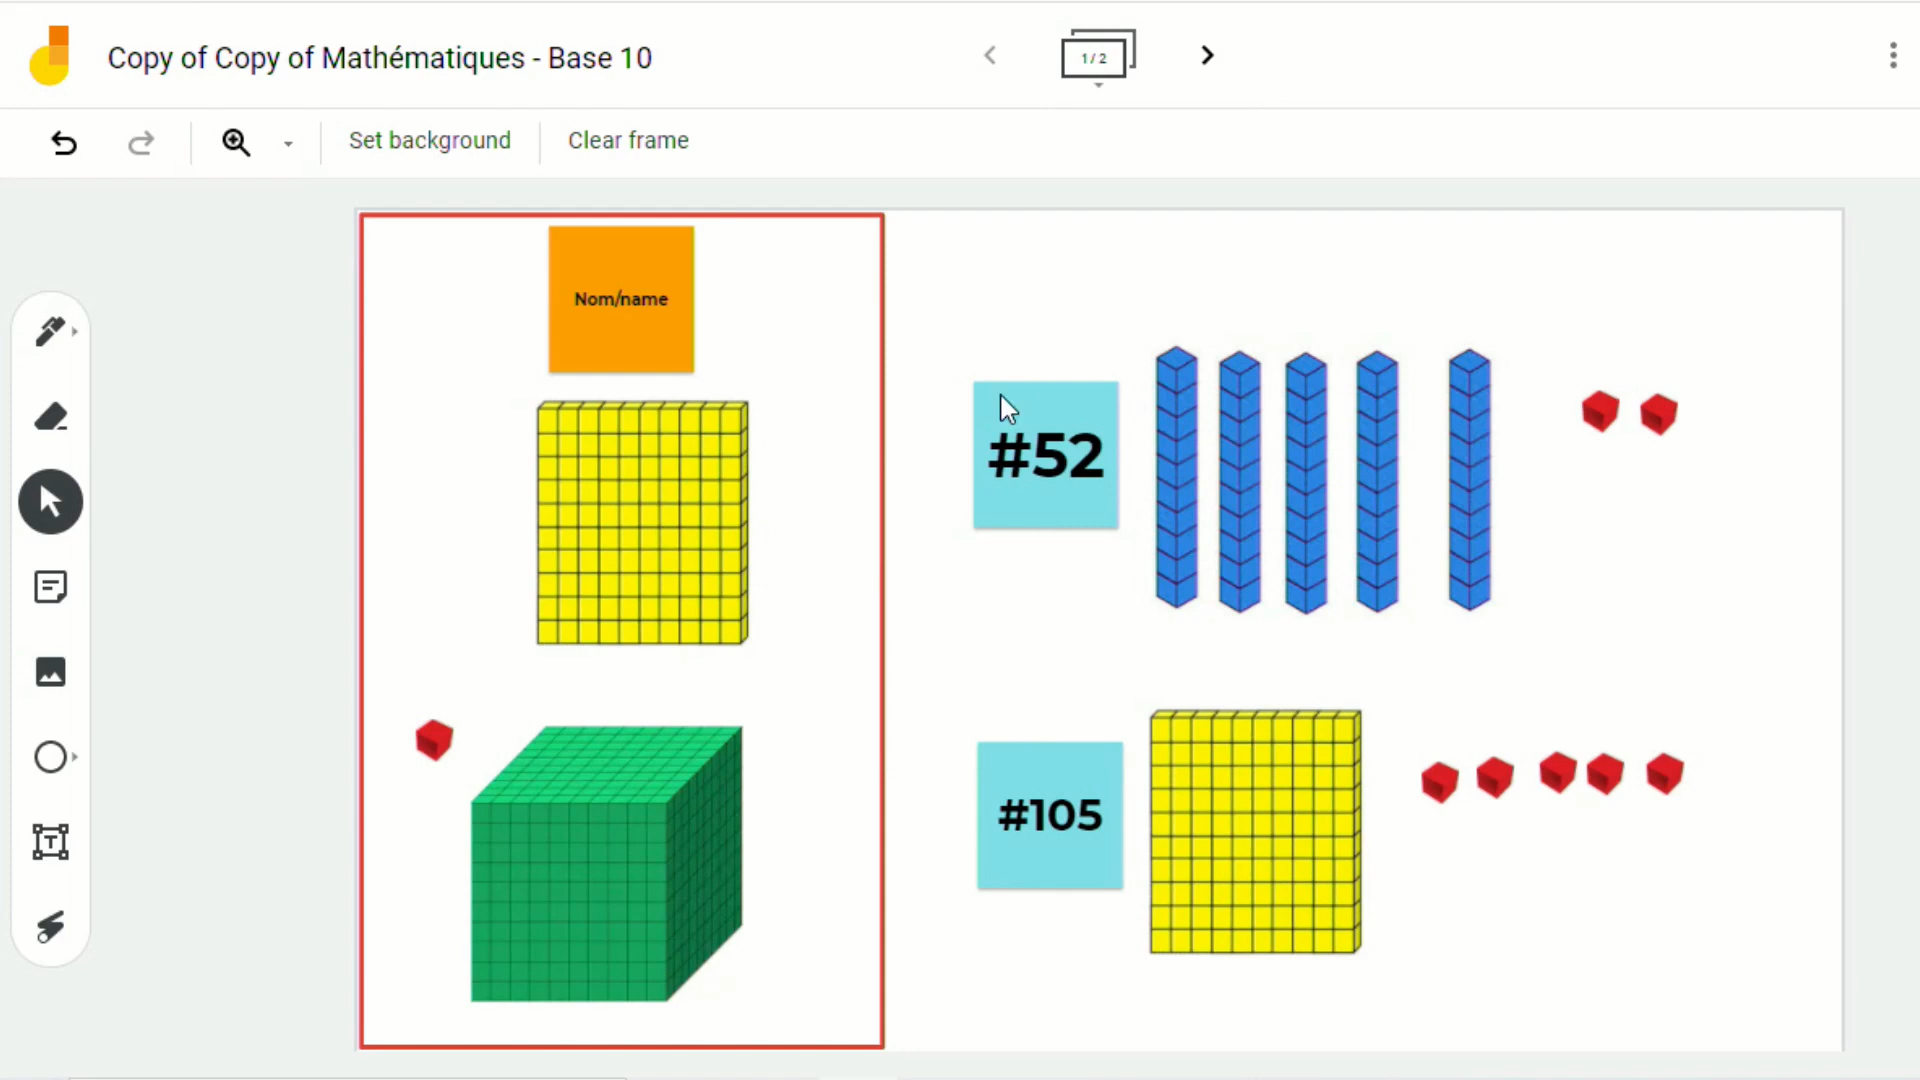 Copy of Copy of Mathématiques - Base 10
1 / 2
Set background
Clear frame
Nom/name
#52
#105